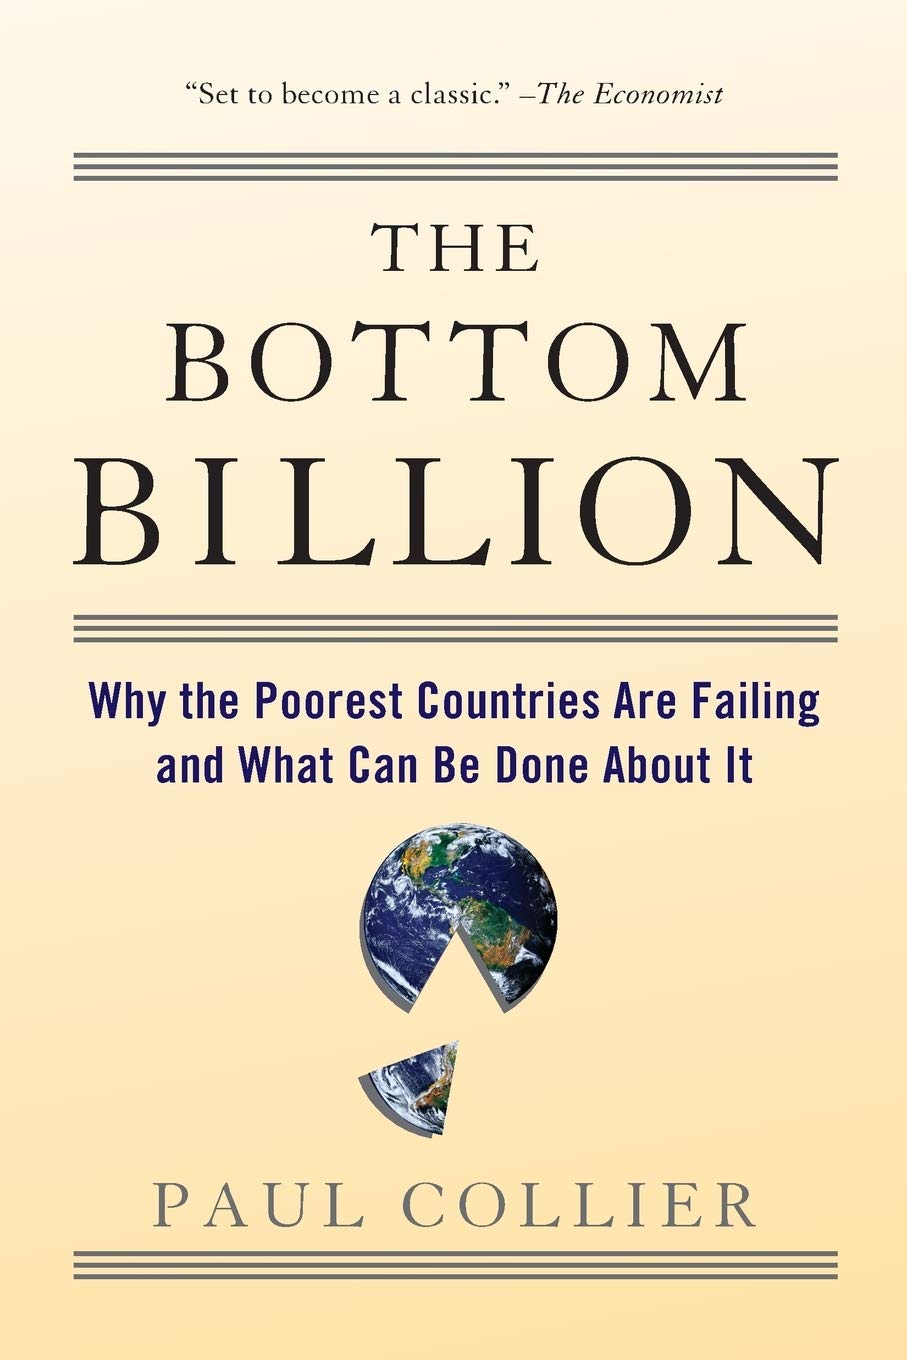 “Set to become a classic.” –The Economist
THE
BOTTOM
BILLION
Why the Poorest Countries Are Failing
and What Can Be Done About It
PAUL COLLIER